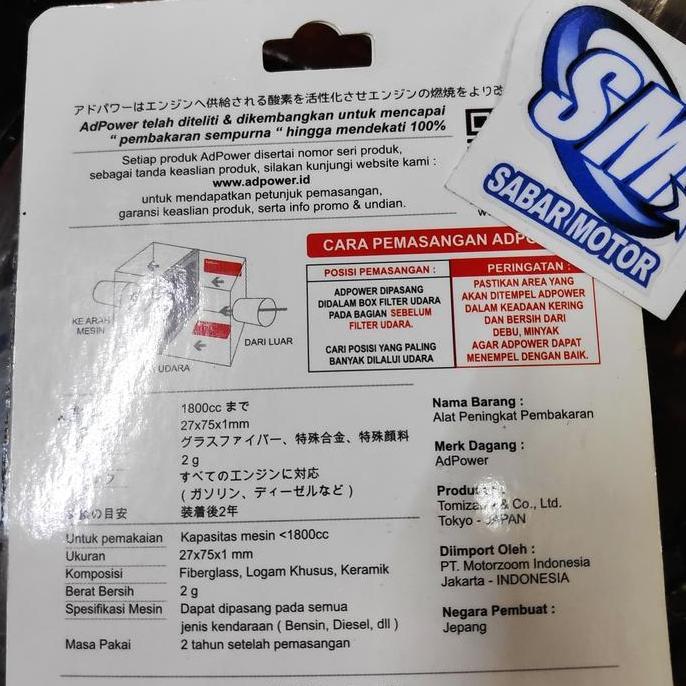 アドパワーはエンジンへ供給される酸素を活性化させエンジンの燃焼をより改
AdPower telah diteliti & dikembangkan untuk mencapai
“ pembakaran sempurna “ hingga mendekati 100%
Setiap produk AdPower disertai nomor seri produk,
sebagai tanda keaslian produk, silakan kunjungi website kami :
www.adpower.id
untuk mendapatkan petunjuk pemasangan,
garansi keaslian produk, serta info promo & undian.
SM
SABAR MOTOR
CARA PEMASANGAN
POSISI PEMASANGAN :
ADPOWER DIPASANG
DIDALAM BOX FILTER UDARA
PADA BAGIAN SEBELUM
FILTER UDARA.
CARI POSISI YANG PALING
BANYAK DILALUI UDARA
PERINGATAN :
PASTIKAN AREA YANG
AKAN DITEMPEL ADPOWER
DALAM KEADAAN KERING
DAN BERSIH DARI
DEBU, MINYAK
AGAR ADPOWER DAPAT
MENEMPEL DENGAN BAIK.
KE ARAH
MESIN
DARI LUAR
UDARA
1800cc まで
27x75x1mm
グラスファイバー、特殊合金、特殊顔料
2 g
すべてのエンジンに対応
( ガソリン、ディーゼルなど )
の目安 装着後2年
Untuk pemakaian Kapasitas mesin <1800cc
Ukuran 27x75x1 mm
Komposisi Fiberglass, Logam Khusus, Keramik
Berat Bersih 2 g
Spesifikasi Mesin Dapat dipasang pada semua
jenis kendaraan ( Bensin, Diesel, dll )
Masa Pakai 2 tahun setelah pemasangan
Nama Barang :
Alat Peningkat Pembakaran
Merk Dagang :
AdPower
& Co., Ltd.
Tokyo - JAPAN
Diimport Oleh :
PT. Motorzoom Indonesia
Jakarta - INDONESIA
Negara Pembuat :
Jepang